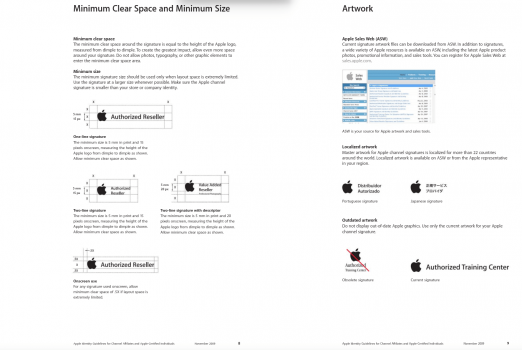 Minimum Clear Space and Minimum Size
Minimum clear space
The minimum clear space around the signature is equal to the height of the Apple logo,
measured from dimple to dimple. To create the greatest impact, allow even more space
around your signature. Do not allow photos, typography, or other graphic elements to
enter the minimum clear space area.
Minimum size
The minimum signature size should be used only when layout space is extremely limited.
Use the signature at a larger size whenever possible. Make sure the Apple channel
signature is smaller than your store or company identity.
Authorized Reseller
One-line signature
The minimum size is 5 mm in print and 15
pixels onscreen, measuring the height of the
Apple logo from dimple to dimple as shown.
Allow minimum clear space as shown.
Authorized
Reseller
Value Added
Reseller
Two-line signature
The minimum size is 5 mm in print and 15
pixels onscreen, measuring the height of the
Apple logo from dimple to dimple as shown.
Allow minimum clear space as shown.
Two-line signature with descriptor
The minimum size is 7 mm in print and 20
pixels onscreen, measuring the height of the
Apple logo from dimple to dimple as shown.
Allow minimum clear space as shown.
Authorized Reseller
Onscreen use
For any signature used onscreen, allow
minimum clear space of .5X if layout space is
extremely limited.
Apple Identity Guidelines for Channel Affiliates and Apple-Certified Individuals
November 2009
8
Artwork
Apple Sales Web (ASW)
Current signature artwork files can be downloaded from ASW. In addition to signatures,
a wide variety of Apple resources is available on ASW, including the latest Apple product
photos, promotional information, and sales tools. You can register for Apple Sales Web at
sales.apple.com.
Sales
Web
ASW is your source for Apple artwork and sales tools.
Localized artwork
Master artwork for Apple channel signatures is localized for more than 22 countries
around the world. Localized artwork is available on ASW or from the Apple representative
in your region.
Distribuidor
Autorizado
正規サービス
プロバイダ
Portuguese signature
Japanese signature
Outdated artwork
Do not display out-of-date Apple graphics. Use only the current artwork for your Apple
channel signature.
Authorized
Training Center
Authorized Training Center
Obsolete signature
Current signature
Apple Identity Guidelines for Channel Affiliates and Apple-Certified Individuals
November 2009
9